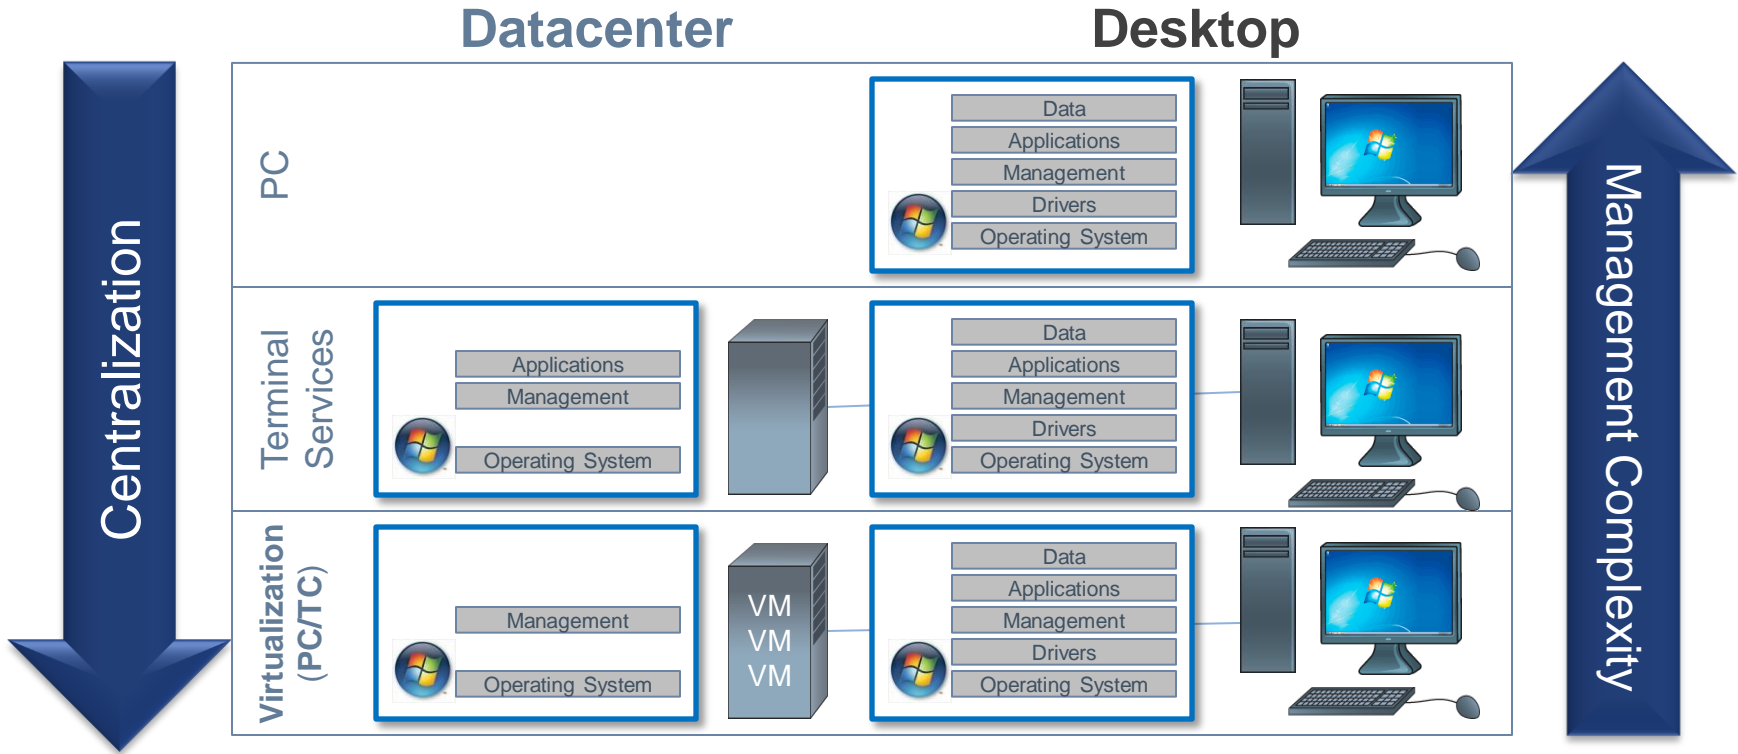 Datacenter
Desktop
Centralization
PC
Data
Applications
Management
Drivers
Operating System
Terminal
Services
Applications
Management
Operating System
Data
Applications
Management
Drivers
Operating System
Virtualization
(PC/TC)
Management
Operating System
VM
VM
VM
Data
Applications
Management
Drivers
Operating System
Management Complexity